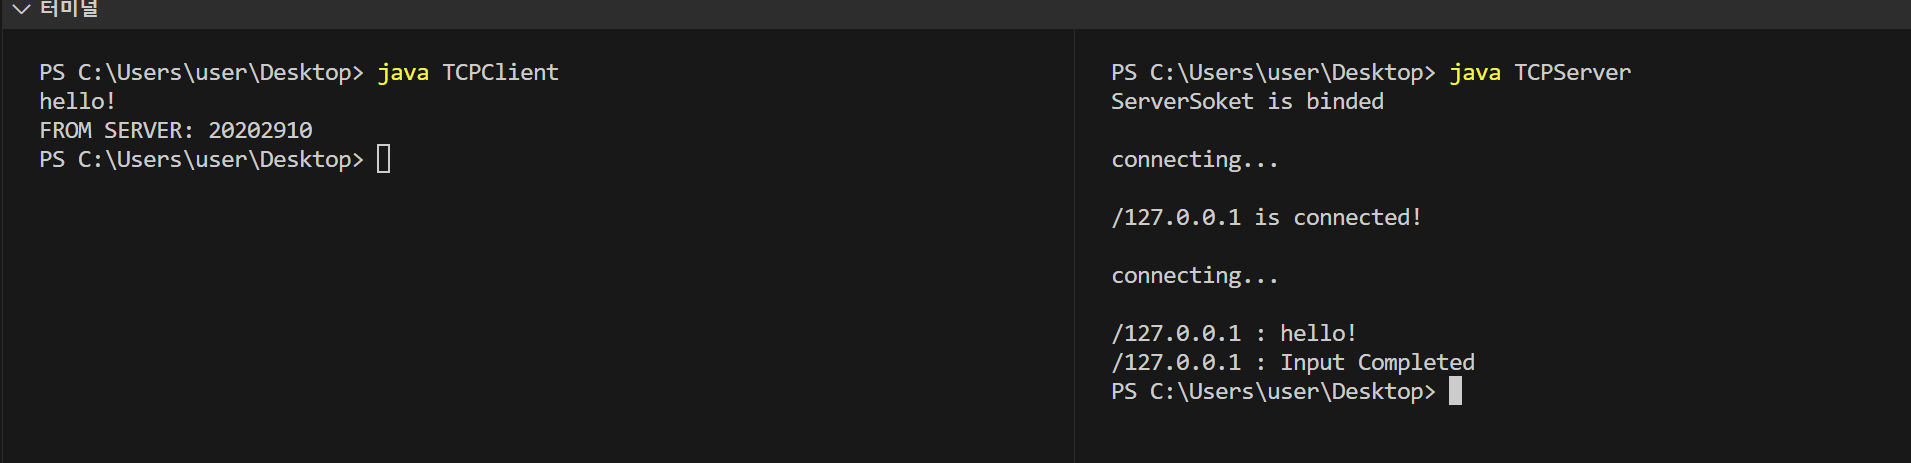 터미널
PS C:\Users\user\Desktop> java TCPClient
hello!
FROM SERVER: 20202910
PS C:\Users\user\Desktop>
PS C:\Users\user\Desktop> java TCPServer
ServerSoket is binded
connecting...
/127.0.0.1 is connected!
connecting...
/127.0.0.1 : hello!
/127.0.0.1 : Input Completed
PS C:\Users\user\Desktop>